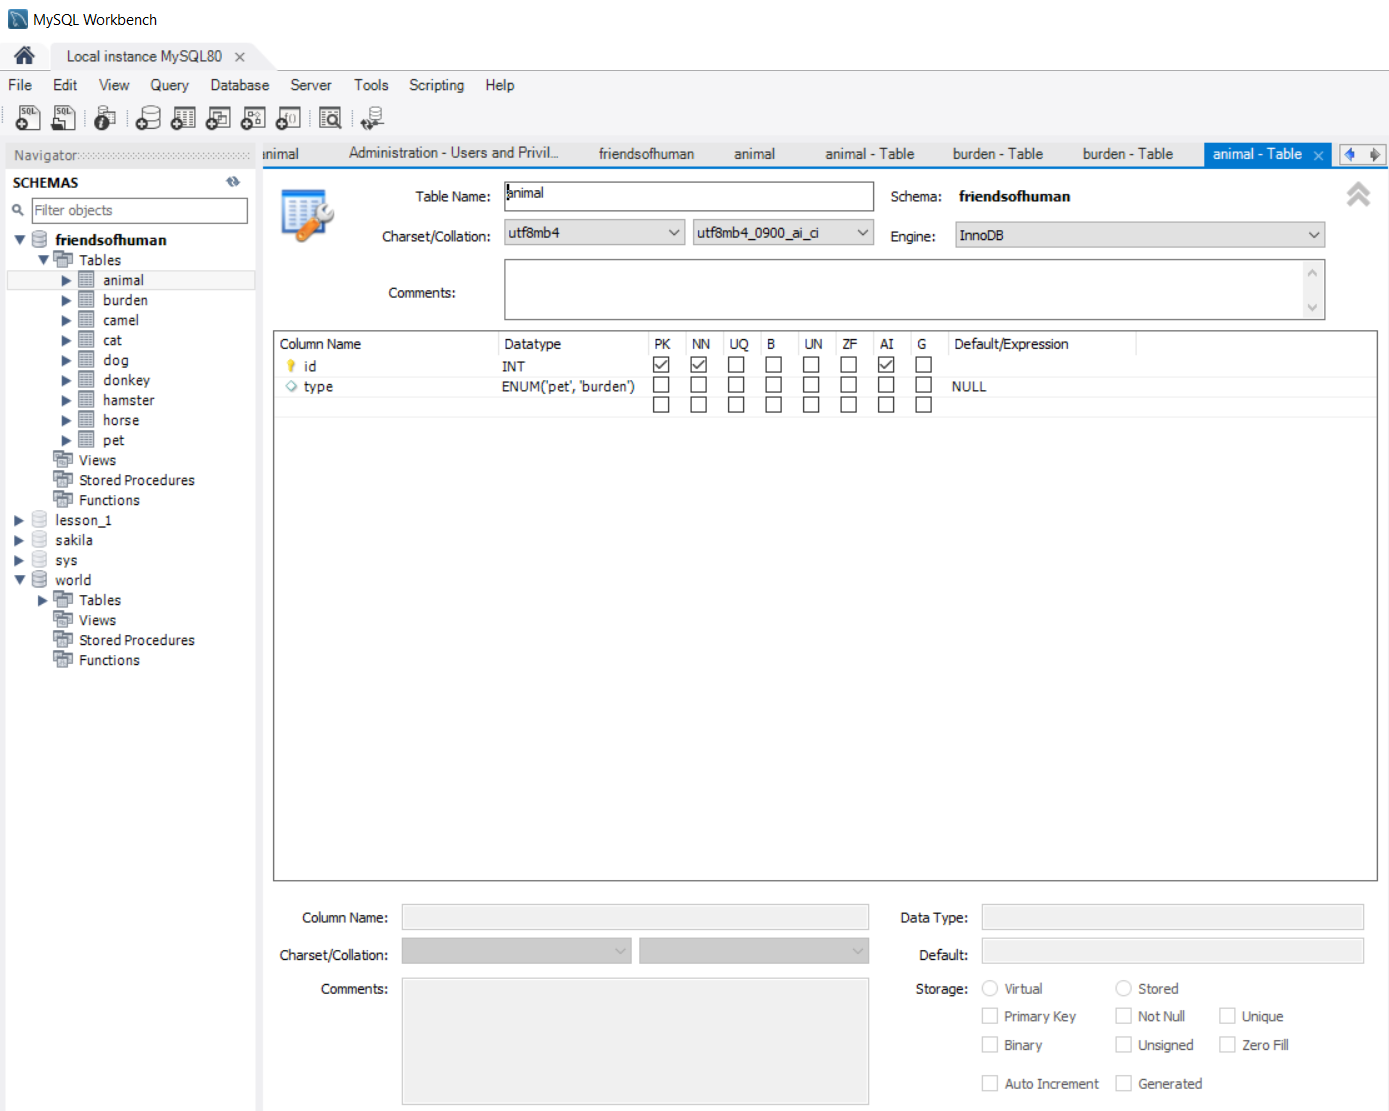 MySQL Workbench
Local instance MySQL80
File Edit View Query Database Server Tools Scripting Help
Navigator
SCHEMAS
Filter objects
friendsofhuman
Tables
animal
burden
camel
cat
dog
donkey
hamster
horse
pet
Views
Stored Procedures
Functions
lesson_1
sakila
sys
world
Tables
Views
Stored Procedures
Functions
animal Administration - Users and Privil... friendsofhuman animal animal - Table burden - Table burden - Table animal - Table
Table Name: animal Schema: friendsofhuman
Charset/Collation: utf8mb4 utf8mb4_0900_ai_ci Engine: InnoDB
Comments:
Column Name Datatype PK NN UQ B UN ZF AI G Default/Expression
id INT
type ENUM('pet', 'burden') NULL
Column Name: Data Type:
Charset/Collation: Default:
Comments: Storage: Virtual Stored
Primary Key Not Null Unique
Binary Unsigned Zero Fill
Auto Increment Generated